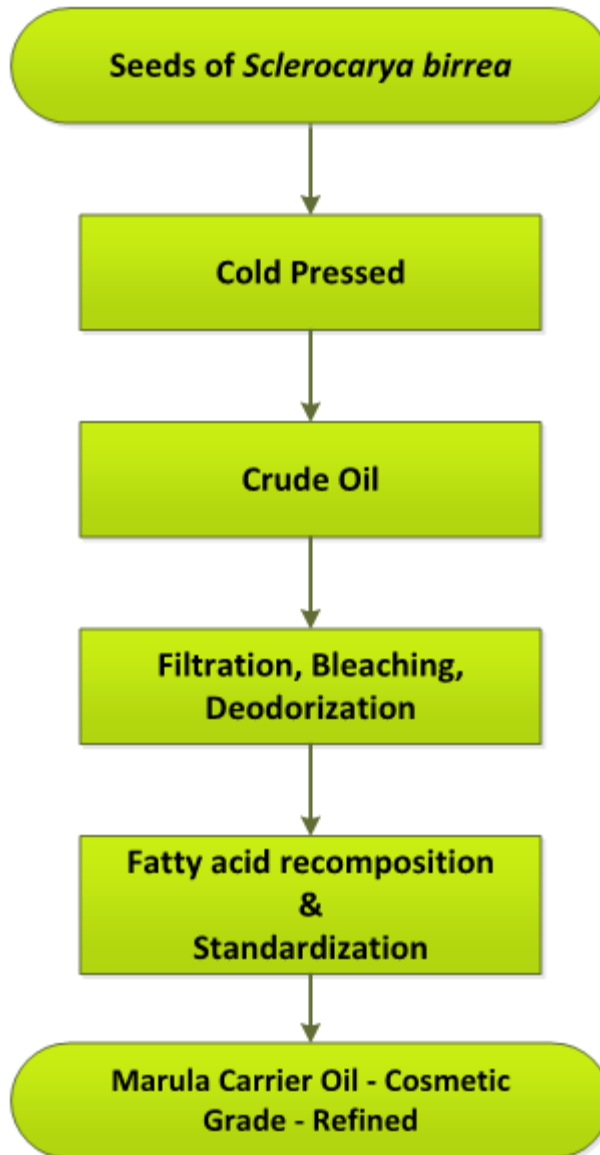 Seeds of Sclerocarya birrea
Cold Pressed
Crude Oil
Filtration, Bleaching,
Deodorization
Fatty acid recomposition
&
Standardization
Marula Carrier Oil - Cosmetic
Grade - Refined